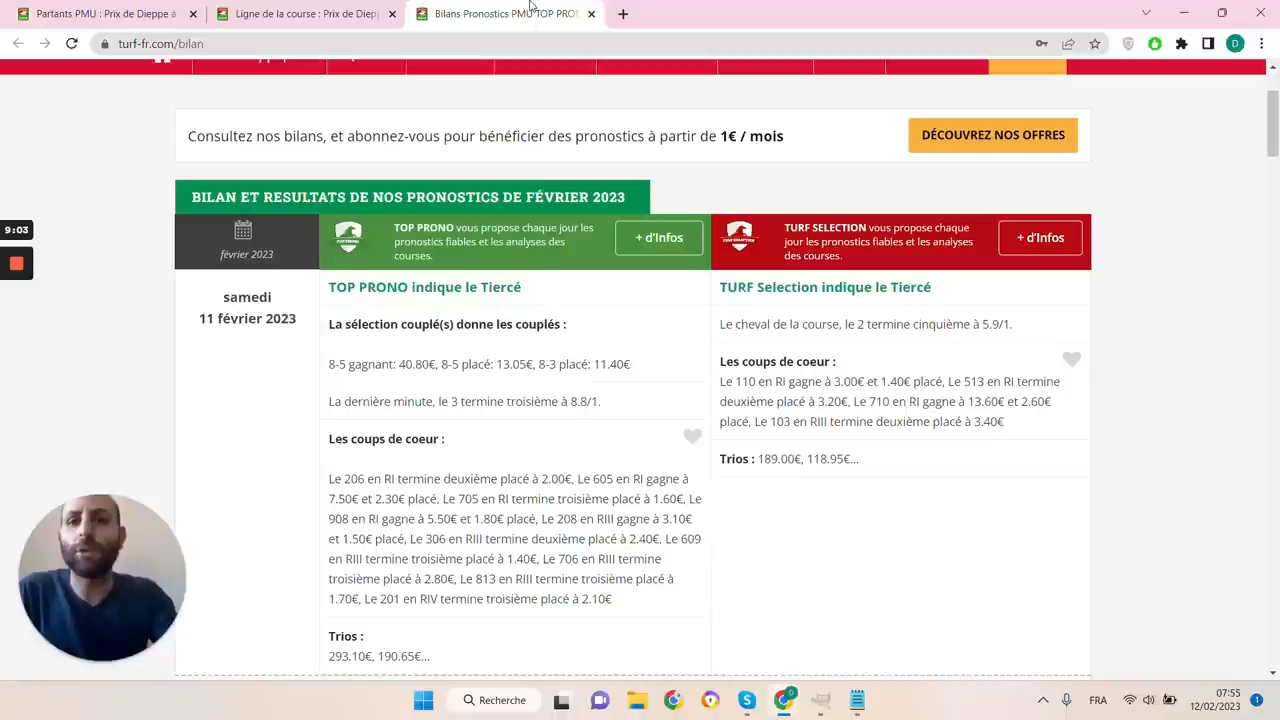 Partants PMU : Prix de Dieppe
Ligne de la course : Prix de Diep
Bilans Pronostics PMU TOP PRO
turf-fr.com/bilan
D
Consultez nos bilans, et abonnez-vous pour bénéficier des pronostics à partir de 1€ / mois
DÉCOUVREZ NOS OFFRES
BILAN ET RESULTATS DE NOS PRONOSTICS DE FÉVRIER 2023
9:03
février 2023
TOP PRONO vous propose chaque jour les
pronostics fiables et les analyses des
courses.
+ d'Infos
TURF SELECTION vous propose chaque
jour les pronostics fiables et les analyses
des courses.
+ d'Infos
samedi
11 février 2023
TOP PRONO indique le Tiercé
La sélection couplé(s) donne les couplés :
8-5 gagnant: 40.80€, 8-5 placé: 13.05€, 8-3 placé: 11.40€
La dernière minute, le 3 termine troisième à 8.8/1.
Les coups de coeur :
Le 206 en RI termine deuxième placé à 2.00€, Le 605 en RI gagne à
7.50€ et 2.30€ placé, Le 705 en RI termine troisième placé à 1.60€, Le
908 en RI gagne à 5.50€ et 1.80€ placé, Le 208 en RIII gagne à 3.10€
et 1.50€ placé, Le 306 en RIII termine deuxième placé à 2.40€, Le 609
en RIII termine troisième placé à 1.40€, Le 706 en RIII termine
troisième placé à 2.80€, Le 813 en RIII termine troisième placé à
1.70€, Le 201 en RIV termine troisième placé à 2.10€
Trios :
293.10€, 190.65€...
TURF Selection indique le Tiercé
Le cheval de la course, le 2 termine cinquième à 5.9/1.
Les coups de coeur :
Le 110 en RI gagne à 3.00€ et 1.40€ placé, Le 513 en RI termine
deuxième placé à 3.20€, Le 710 en RI gagne à 13.60€ et 2.60€
placé, Le 103 en RIII termine deuxième placé à 3.40€
Trios : 189.00€, 118.95€...
Recherche
FRA
07:55
12/02/2023